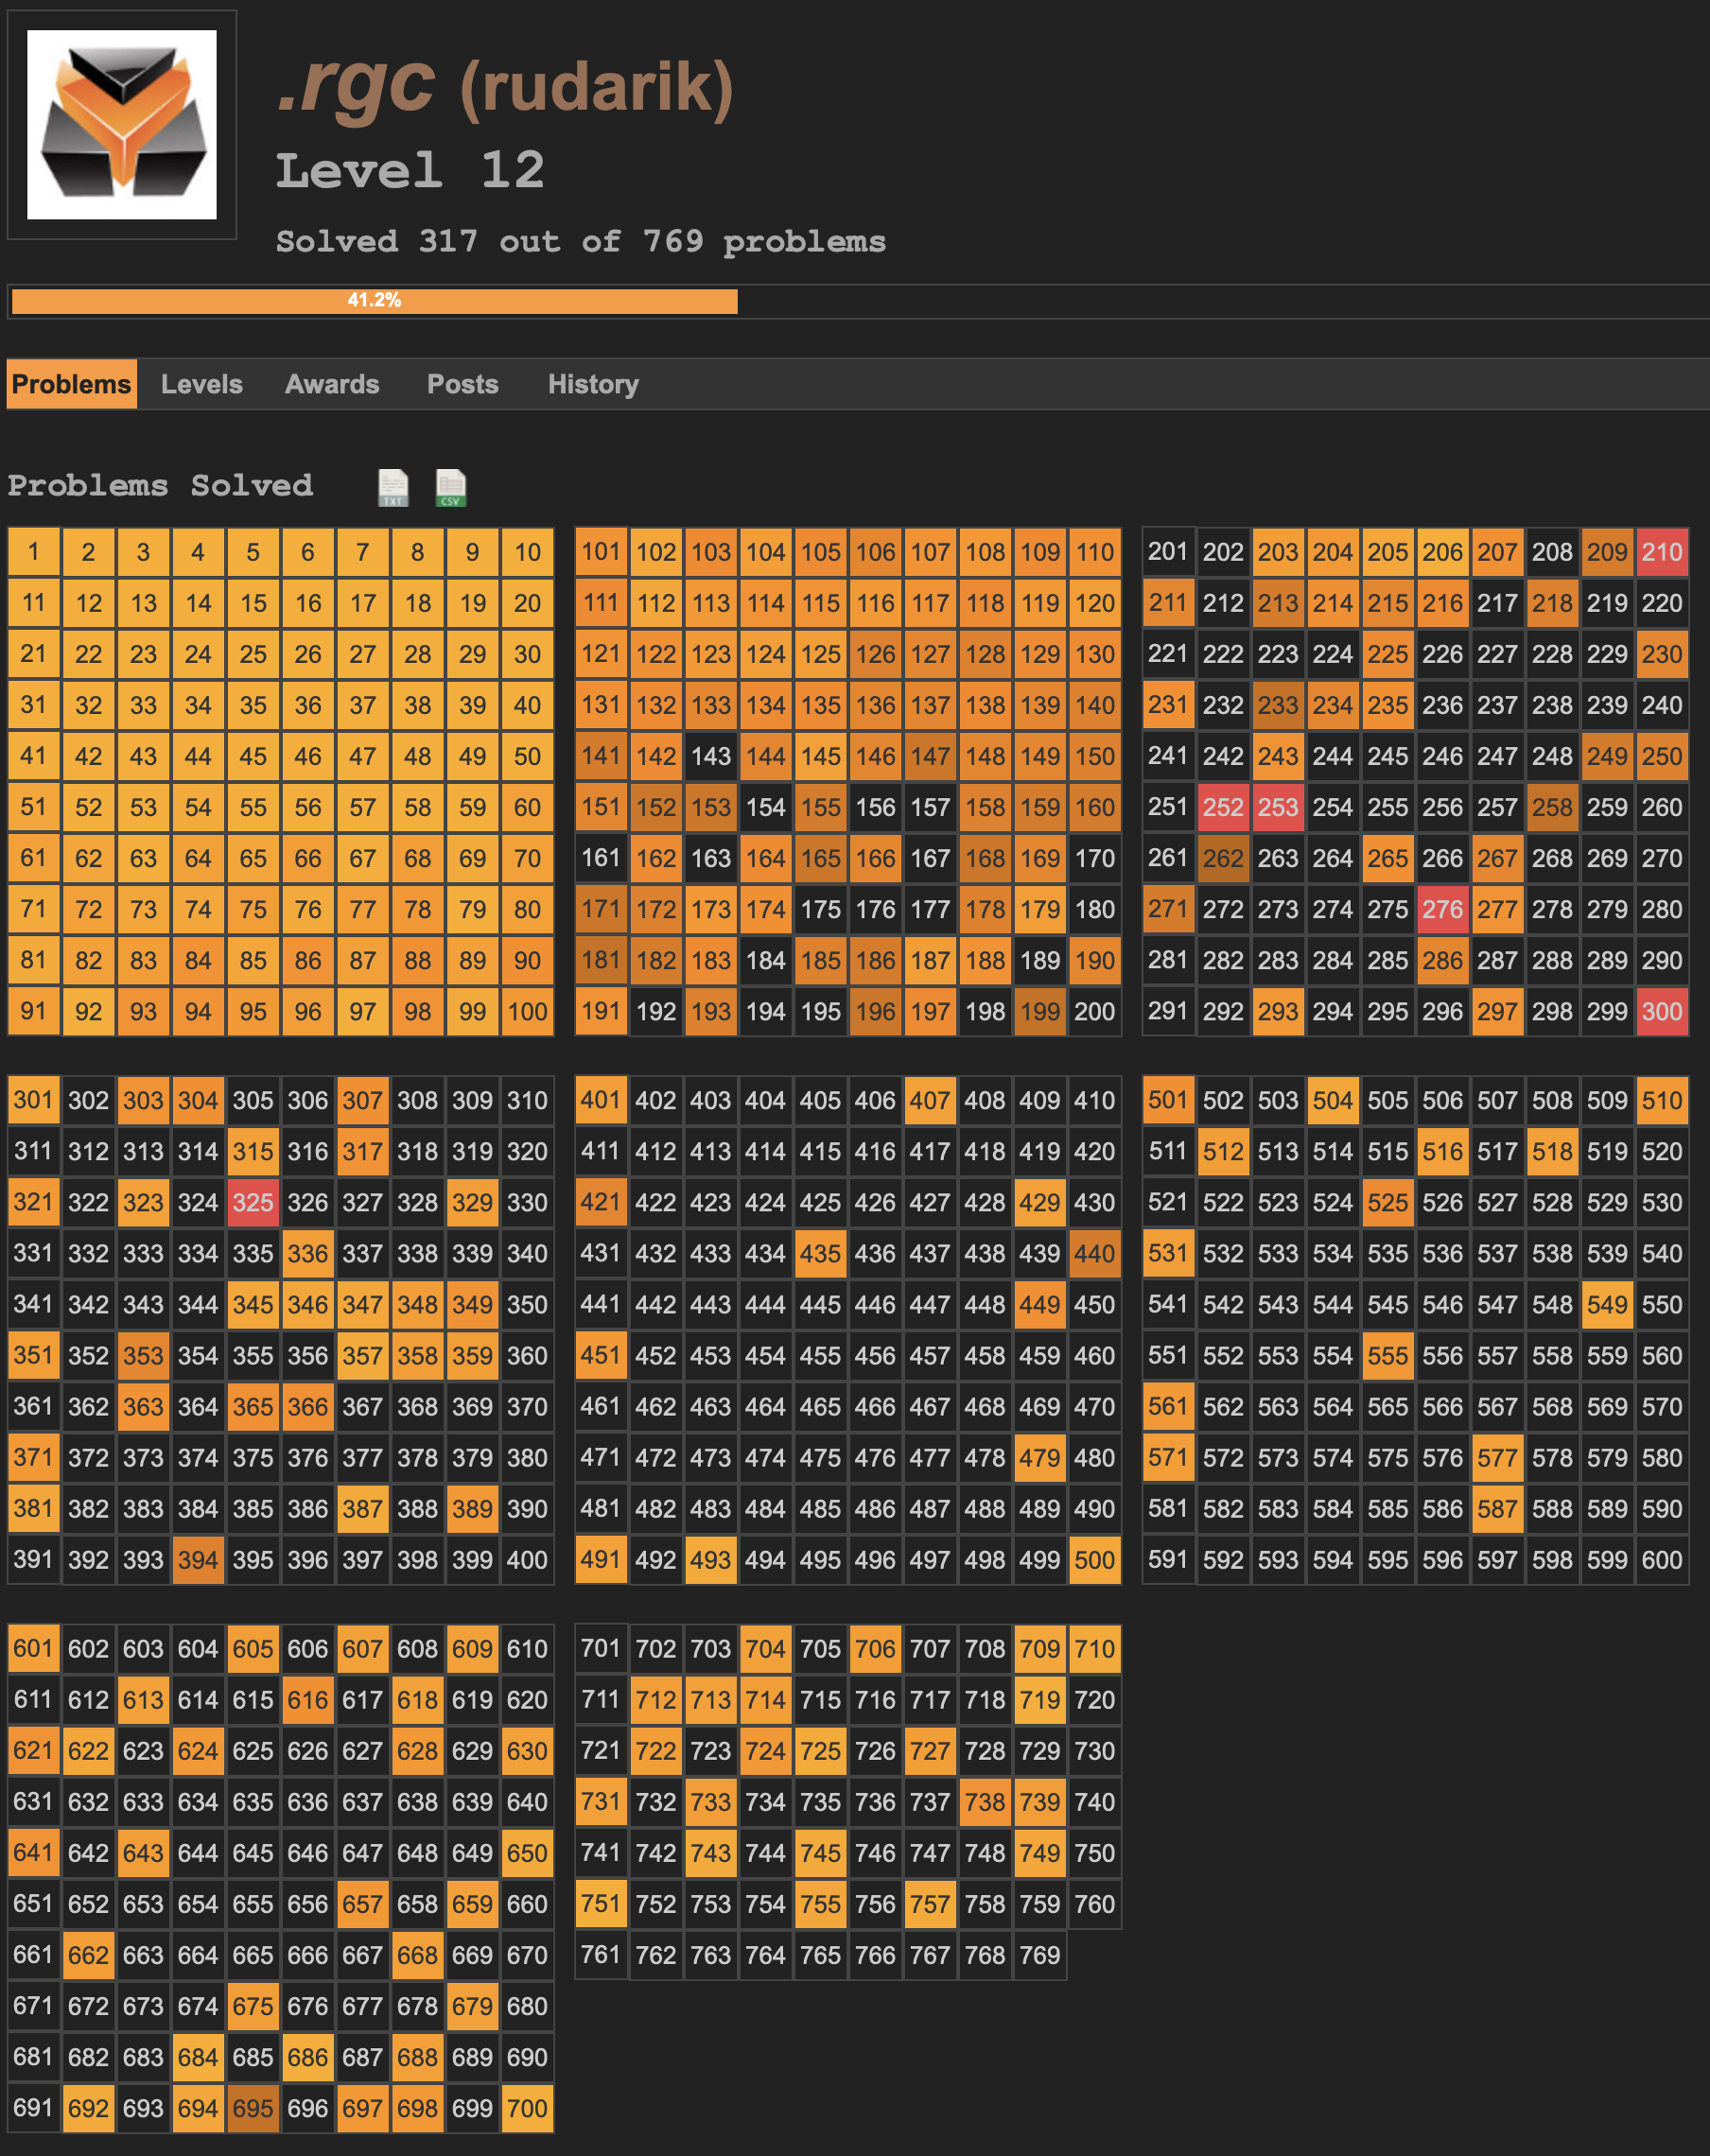 .rgc (rudarik)
Level 12
Solved 317 out of 769 problems
41.2%
Problems Levels Awards Posts History
Problems Solved TXT CSV
1 2 3 4 5 6 7 8 9 10
11 12 13 14 15 16 17 18 19 20
21 22 23 24 25 26 27 28 29 30
31 32 33 34 35 36 37 38 39 40
41 42 43 44 45 46 47 48 49 50
51 52 53 54 55 56 57 58 59 60
61 62 63 64 65 66 67 68 69 70
71 72 73 74 75 76 77 78 79 80
81 82 83 84 85 86 87 88 89 90
91 92 93 94 95 96 97 98 99 100
101 102 103 104 105 106 107 108 109 110
111 112 113 114 115 116 117 118 119 120
121 122 123 124 125 126 127 128 129 130
131 132 133 134 135 136 137 138 139 140
141 142 143 144 145 146 147 148 149 150
151 152 153 154 155 156 157 158 159 160
161 162 163 164 165 166 167 168 169 170
171 172 173 174 175 176 177 178 179 180
181 182 183 184 185 186 187 188 189 190
191 192 193 194 195 196 197 198 199 200
201 202 203 204 205 206 207 208 209 210
211 212 213 214 215 216 217 218 219 220
221 222 223 224 225 226 227 228 229 230
231 232 233 234 235 236 237 238 239 240
241 242 243 244 245 246 247 248 249 250
251 252 253 254 255 256 257 258 259 260
261 262 263 264 265 266 267 268 269 270
271 272 273 274 275 276 277 278 279 280
281 282 283 284 285 286 287 288 289 290
291 292 293 294 295 296 297 298 299 300
301 302 303 304 305 306 307 308 309 310
311 312 313 314 315 316 317 318 319 320
321 322 323 324 325 326 327 328 329 330
331 332 333 334 335 336 337 338 339 340
341 342 343 344 345 346 347 348 349 350
351 352 353 354 355 356 357 358 359 360
361 362 363 364 365 366 367 368 369 370
371 372 373 374 375 376 377 378 379 380
381 382 383 384 385 386 387 388 389 390
391 392 393 394 395 396 397 398 399 400
401 402 403 404 405 406 407 408 409 410
411 412 413 414 415 416 417 418 419 420
421 422 423 424 425 426 427 428 429 430
431 432 433 434 435 436 437 438 439 440
441 442 443 444 445 446 447 448 449 450
451 452 453 454 455 456 457 458 459 460
461 462 463 464 465 466 467 468 469 470
471 472 473 474 475 476 477 478 479 480
481 482 483 484 485 486 487 488 489 490
491 492 493 494 495 496 497 498 499 500
501 502 503 504 505 506 507 508 509 510
511 512 513 514 515 516 517 518 519 520
521 522 523 524 525 526 527 528 529 530
531 532 533 534 535 536 537 538 539 540
541 542 543 544 545 546 547 548 549 550
551 552 553 554 555 556 557 558 559 560
561 562 563 564 565 566 567 568 569 570
571 572 573 574 575 576 577 578 579 580
581 582 583 584 585 586 587 588 589 590
591 592 593 594 595 596 597 598 599 600
601 602 603 604 605 606 607 608 609 610
611 612 613 614 615 616 617 618 619 620
621 622 623 624 625 626 627 628 629 630
631 632 633 634 635 636 637 638 639 640
641 642 643 644 645 646 647 648 649 650
651 652 653 654 655 656 657 658 659 660
661 662 663 664 665 666 667 668 669 670
671 672 673 674 675 676 677 678 679 680
681 682 683 684 685 686 687 688 689 690
691 692 693 694 695 696 697 698 699 700
701 702 703 704 705 706 707 708 709 710
711 712 713 714 715 716 717 718 719 720
721 722 723 724 725 726 727 728 729 730
731 732 733 734 735 736 737 738 739 740
741 742 743 744 745 746 747 748 749 750
751 752 753 754 755 756 757 758 759 760
761 762 763 764 765 766 767 768 769